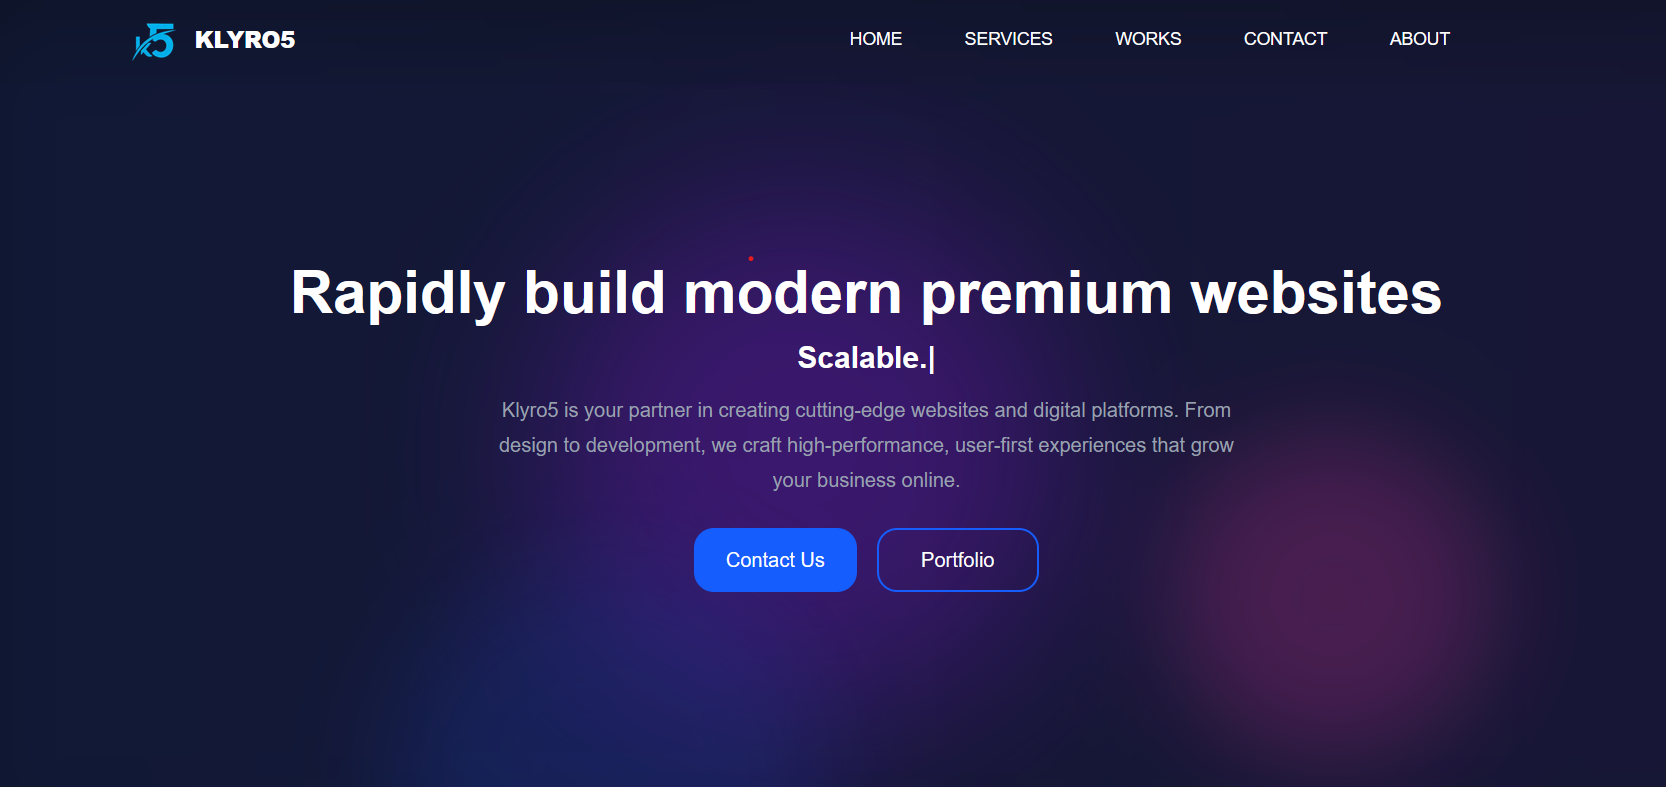 K5 KLYRO5
HOME SERVICES WORKS CONTACT ABOUT
Rapidly build modern premium websites
Scalable.|
Klyro5 is your partner in creating cutting-edge websites and digital platforms. From
design to development, we craft high-performance, user-first experiences that grow
your business online.
Contact Us Portfolio